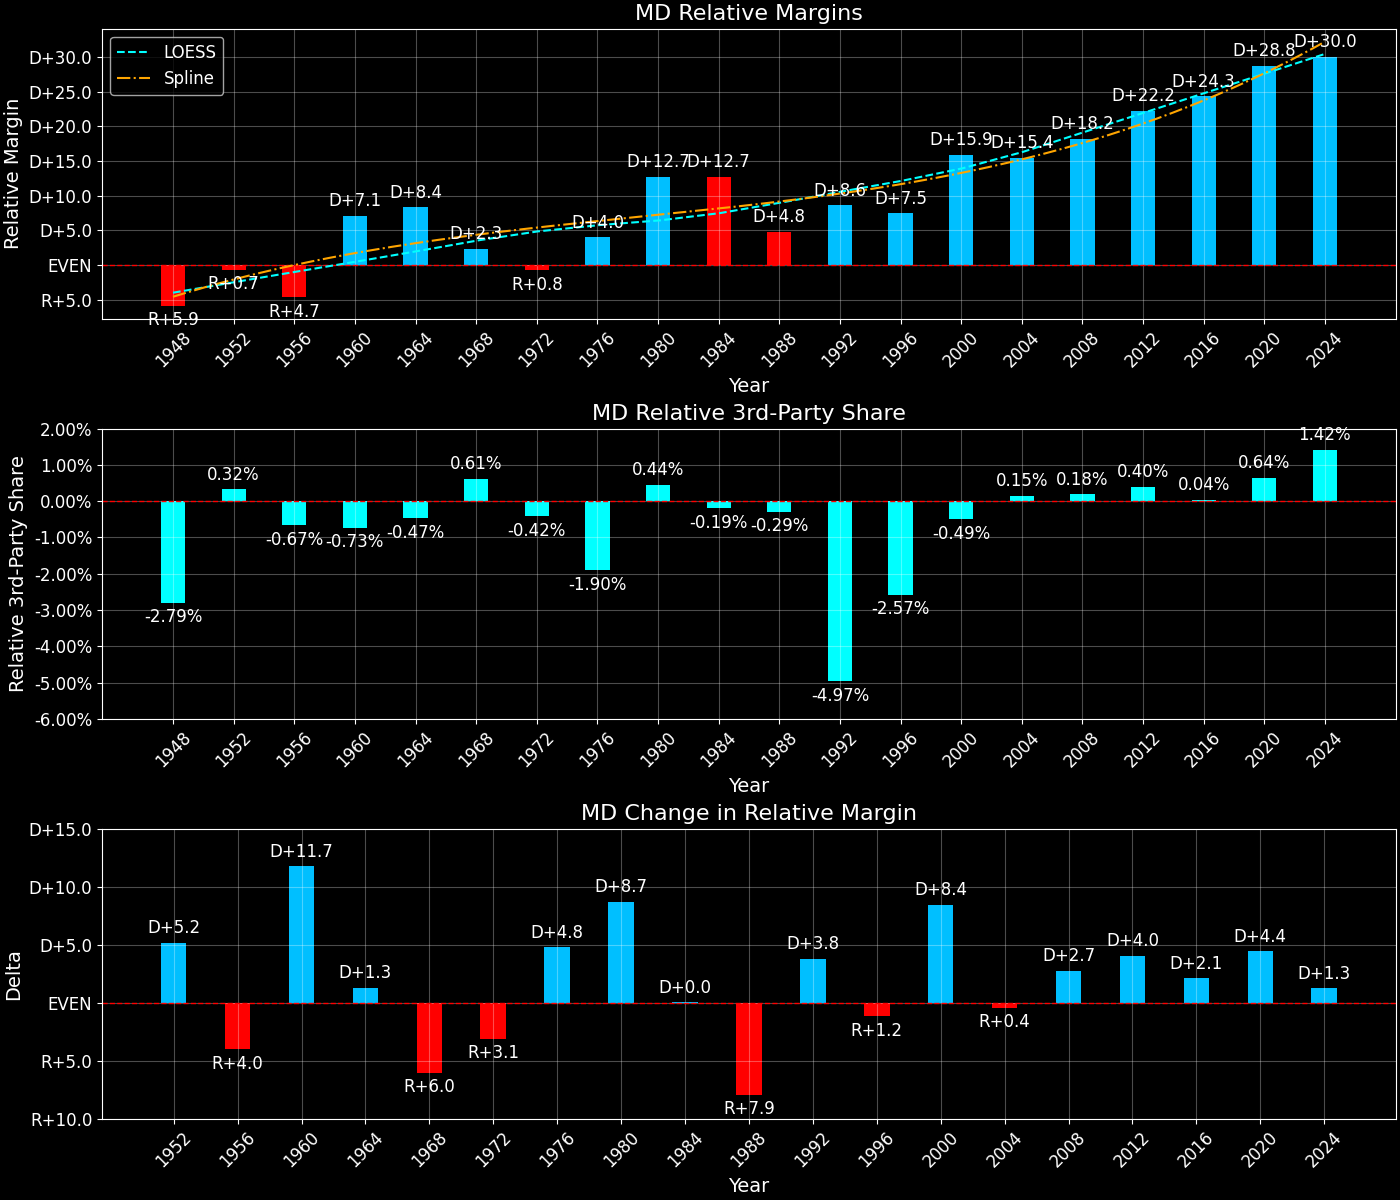 MD Relative Margins
LOESS
Spline
Relative Margin
D+30.0
D+25.0
D+20.0
D+15.0
D+10.0
D+5.0
EVEN
R+5.0
R+5.9
R+0.7
R+4.7
D+7.1
D+8.4
D+2.3
R+0.8
D+4.0
D+12.7
D+12.7
D+4.8
D+8.6
D+7.5
D+15.9
D+15.4
D+18.2
D+22.2
D+24.3
D+28.8
D+30.0
1948 1952 1956 1960 1964 1968 1972 1976 1980 1984 1988 1992 1996 2000 2004 2008 2012 2016 2020 2024
Year
MD Relative 3rd-Party Share
Relative 3rd-Party Share
2.00%
1.00%
0.00%
-1.00%
-2.00%
-3.00%
-4.00%
-5.00%
-6.00%
-2.79%
0.32%
-0.67%
-0.73%
-0.47%
0.61%
-0.42%
-1.90%
0.44%
-0.19%
-0.29%
-4.97%
-2.57%
-0.49%
0.15%
0.18%
0.40%
0.04%
0.64%
1.42%
1948 1952 1956 1960 1964 1968 1972 1976 1980 1984 1988 1992 1996 2000 2004 2008 2012 2016 2020 2024
Year
MD Change in Relative Margin
Delta
D+15.0
D+10.0
D+5.0
EVEN
R+5.0
R+10.0
D+5.2
R+4.0
D+11.7
D+1.3
R+6.0
R+3.1
D+4.8
D+8.7
D+0.0
R+7.9
D+3.8
R+1.2
D+8.4
R+0.4
D+2.7
D+4.0
D+2.1
D+4.4
D+1.3
1952 1956 1960 1964 1968 1972 1976 1980 1984 1988 1992 1996 2000 2004 2008 2012 2016 2020 2024
Year